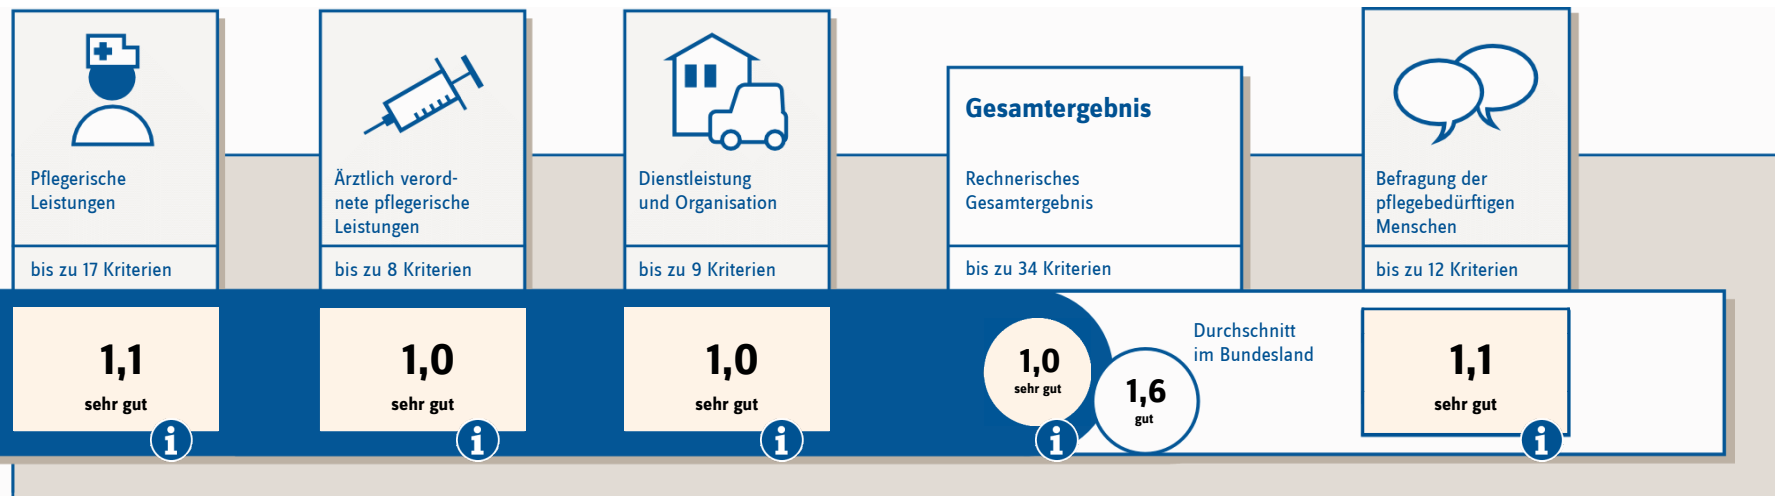 Pflegerische
Leistungen
bis zu 17 Kriterien
1,1
sehr gut
i
Ärztlich verord-
nete pflegerische
Leistungen
bis zu 8 Kriterien
1,0
sehr gut
i
Dienstleistung
und Organisation
bis zu 9 Kriterien
1,0
sehr gut
i
Gesamtergebnis
Rechnerisches
Gesamtergebnis
bis zu 34 Kriterien
1,0
sehr gut
i
1,6
gut
Durchschnitt
im Bundesland
Befragung der
pflegebedürftigen
Menschen
bis zu 12 Kriterien
1,1
sehr gut
i